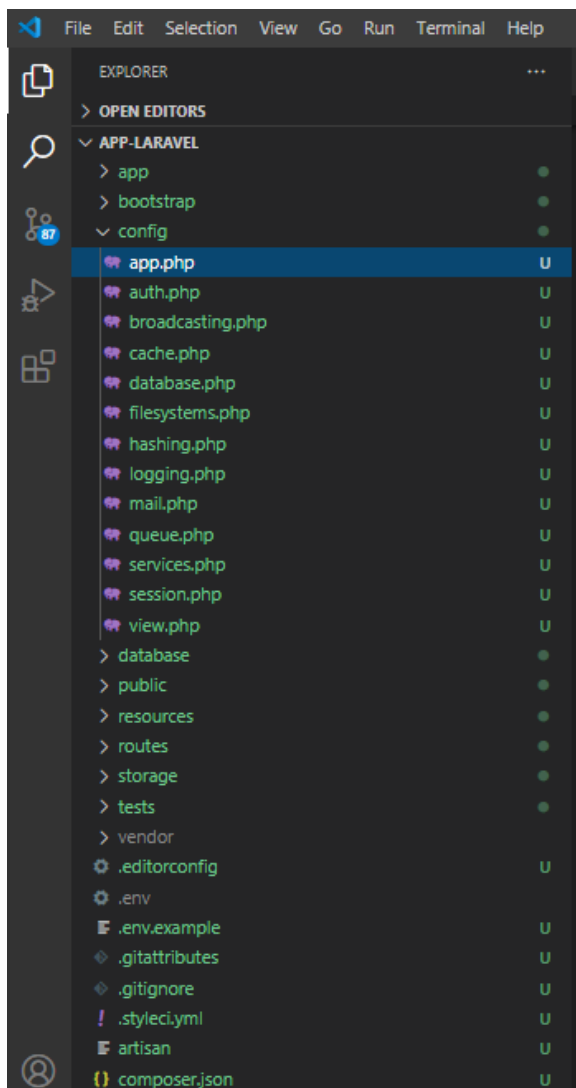 File Edit Selection View Go Run Terminal Help
EXPLORER ...
OPEN EDITORS
APP-LARAVEL
app
bootstrap
87
config
app.php U
auth.php U
broadcasting.php U
cache.php U
database.php U
filesystems.php U
hashing.php U
logging.php U
mail.php U
queue.php U
services.php U
session.php U
view.php U
database
public
resources
routes
storage
tests
vendor
.editorconfig U
.env
.env.example U
.gitattributes U
.gitignore U
! .styleci.yml U
artisan U
{} composer.json U